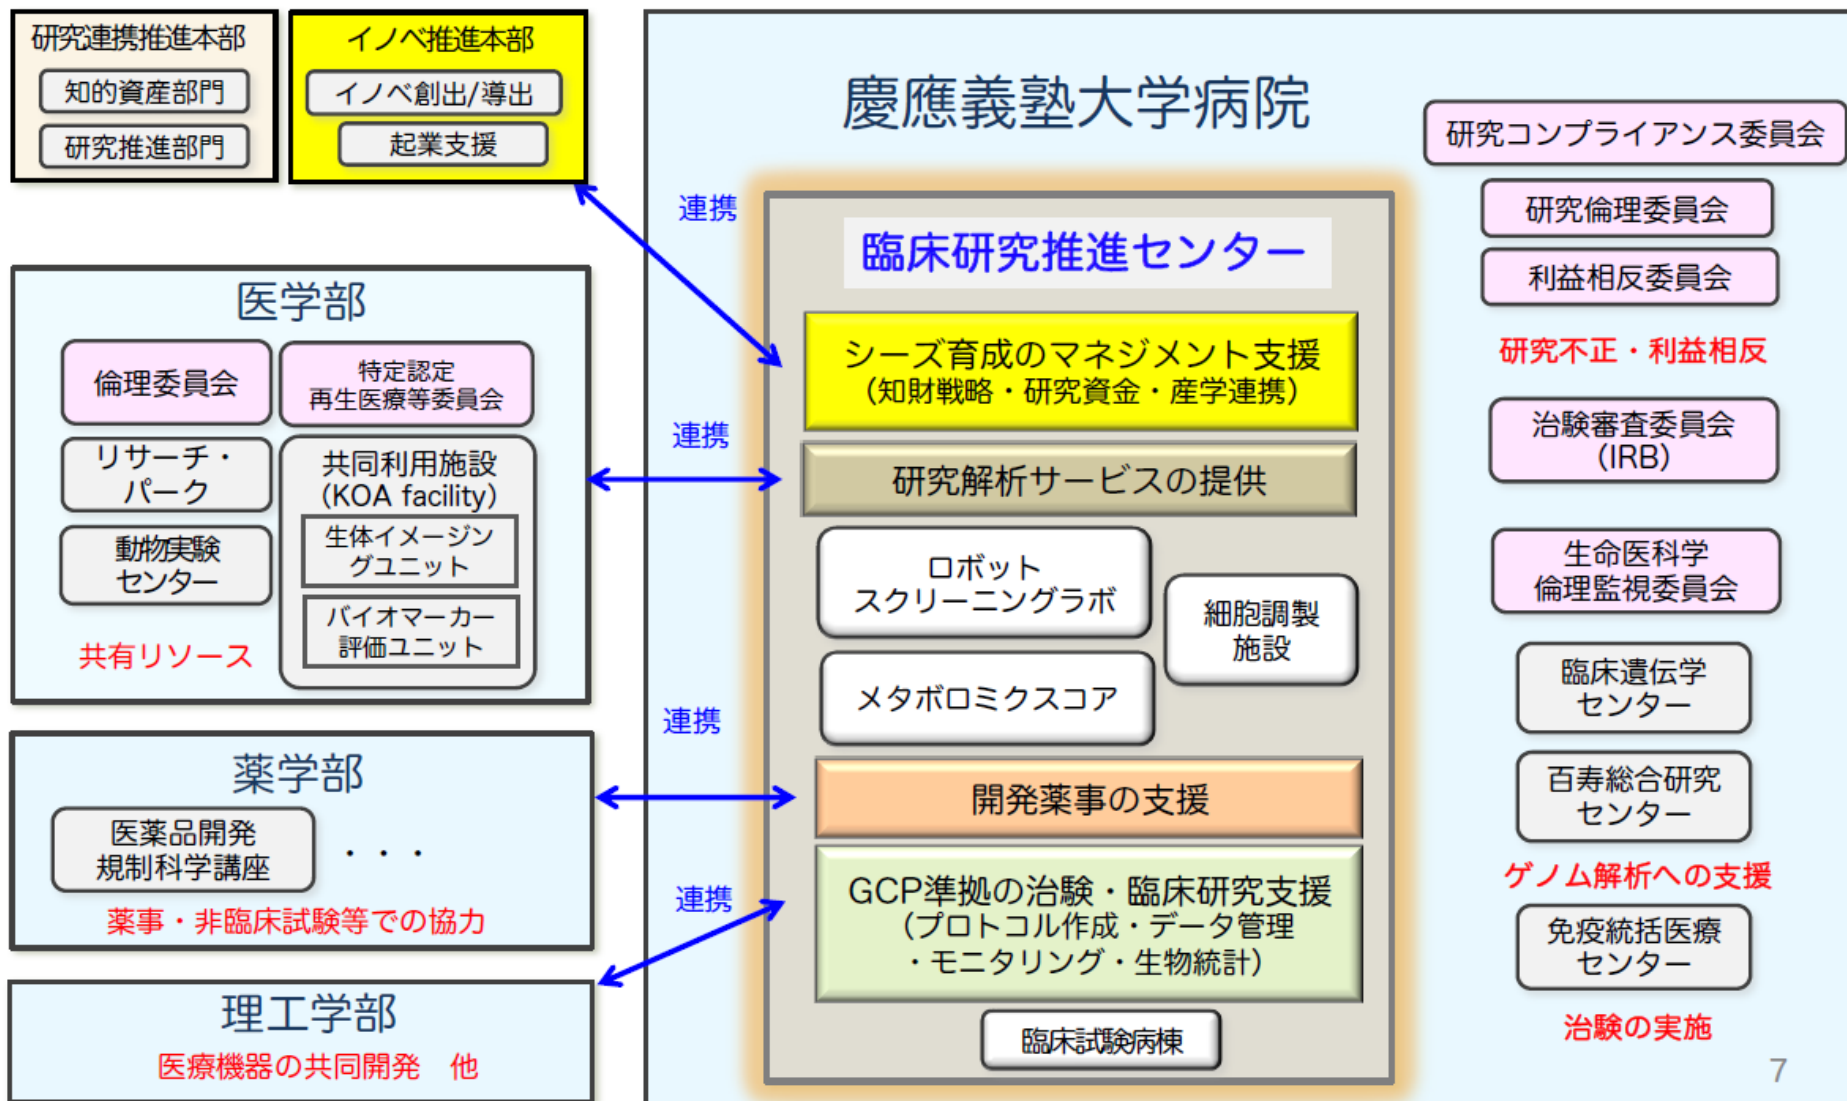 研究連携推進本部
知的資産部門
研究推進部門
イノベ推進本部
イノベ創出/導出
起業支援
医学部
倫理委員会
特定認定
再生医療等委員会
リサーチ・
パーク
共同利用施設
(KOA facility)
生体イメージン
グユニット
バイオマーカー
評価ユニット
動物実験
センター
共有リソース
薬学部
医薬品開発
規制科学講座
・・・
薬事・非臨床試験等での協力
理工学部
医療機器の共同開発　他
連携
連携
連携
連携
慶應義塾大学病院
臨床研究推進センター
シーズ育成のマネジメント支援
（知財戦略・研究資金・産学連携）
研究解析サービスの提供
ロボット
スクリーニングラボ
細胞調製
施設
メタボロミクスコア
開発薬事の支援
GCP準拠の治験・臨床研究支援
（プロトコル作成・データ管理
・モニタリング・生物統計）
臨床試験病棟
研究コンプライアンス委員会
研究倫理委員会
利益相反委員会
研究不正・利益相反
治験審査委員会
(IRB)
生命医科学
倫理監視委員会
臨床遺伝学
センター
百寿総合研究
センター
ゲノム解析への支援
免疫統括医療
センター
治験の実施
7